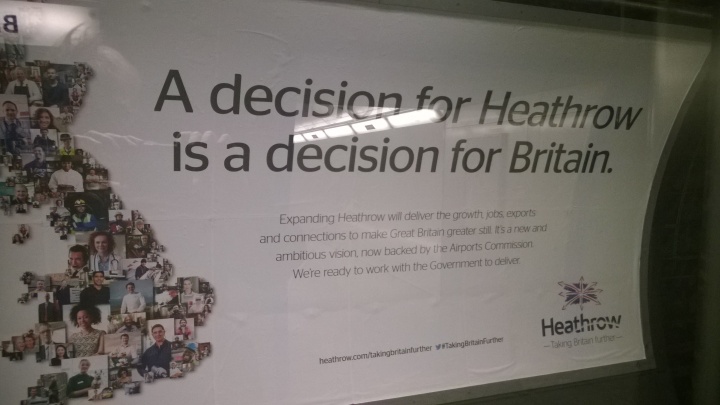 A decision for Heathrow
is a decision for Britain.
Expanding Heathrow will deliver the growth, jobs, exports
and connections to make Great Britain greater still. It's a new and
ambitious vision, now backed by the Airports Commission.
We're ready to work with the Government to deliver.
heathrow.com/takingbritainfurther #TakingBritainFurther
Heathrow
Taking Britain further